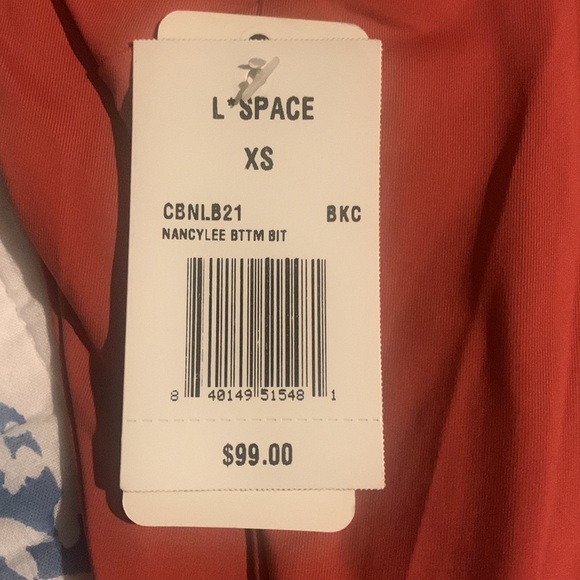 L*SPACE
XS
CBNLB21 BKC
NANCYLEE BTTM BIT
8 40149 51548 1
$99.00